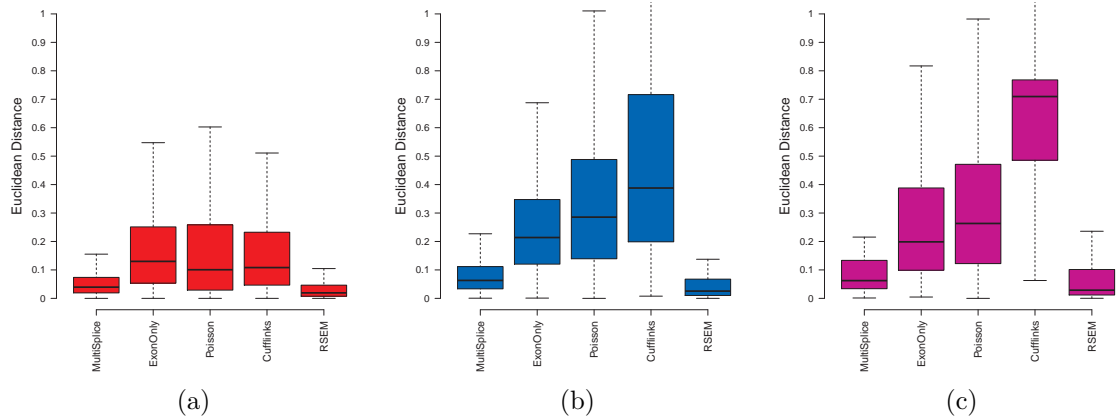 Euclidean Distance
1
0.9
0.8
0.7
0.6
0.5
0.4
0.3
0.2
0.1
0
MultiSplice
ExonOnly
Poisson
Cufflinks
RSEM
(a)
Euclidean Distance
1
0.9
0.8
0.7
0.6
0.5
0.4
0.3
0.2
0.1
0
MultiSplice
ExonOnly
Poisson
Cufflinks
RSEM
(b)
Euclidean Distance
1
0.9
0.8
0.7
0.6
0.5
0.4
0.3
0.2
0.1
0
MultiSplice
ExonOnly
Poisson
Cufflinks
RSEM
(c)